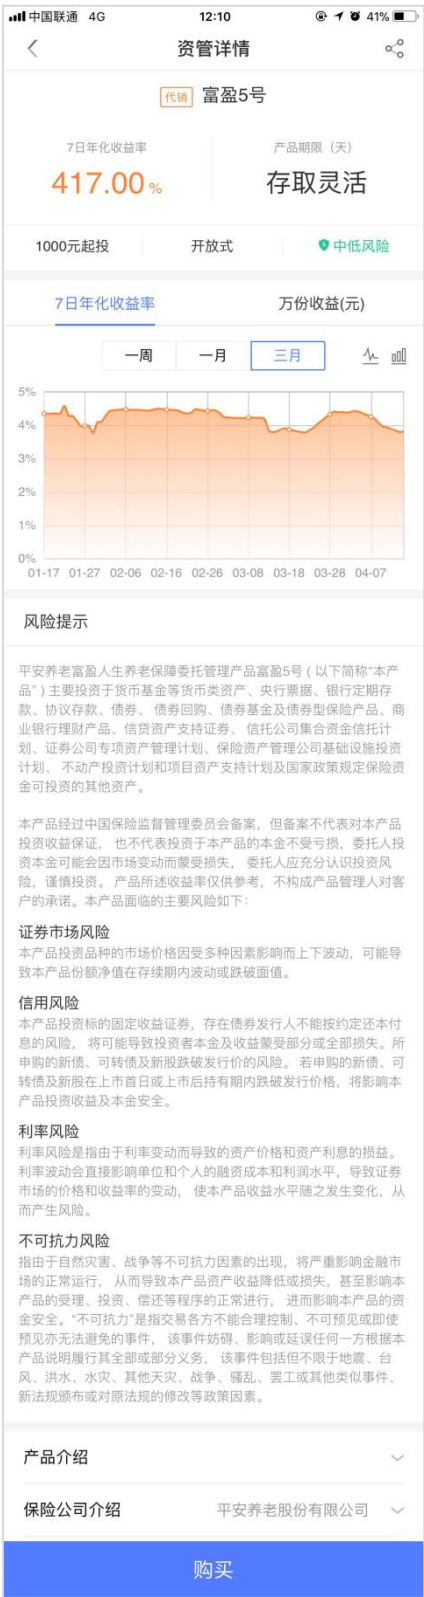 中国联通 4G 12:10 41%
资管详情
代销 富盈5号
7日年化收益率 产品期限（天）
417.00% 存取灵活
1000元起投 开放式 中低风险
7日年化收益率 万份收益(元)
一周 一月 三月
5%
4%
3%
2%
1%
0%
01-17 01-27 02-06 02-16 02-26 03-08 03-18 03-28 04-07
风险提示
平安养老富盈人生养老保障委托管理产品富盈5号 ( 以下简称“本产
品” ) 主要投资于货币基金等货币类资产、央行票据、银行定期存
款、协议存款、债券、 债券回购、债券基金及债券型保险产品、商
业银行理财产品、信贷资产支持证券、 信托公司集合资金信托计
划、证券公司专项资产管理计划、保险资产管理公司基础设施投资
计划、 不动产投资计划和项目资产支持计划及国家政策规定保险资
金可投资的其他资产。
本产品经过中国保险监督管理委员会备案，但备案不代表对本产品
投资收益保证， 也不代表投资于本产品的本金不受亏损，委托人投
资本金可能会因市场变动而蒙受损失， 委托人应充分认识投资风
险，谨慎投资。 产品所述收益率仅供参考，不构成产品管理人对客
户的承诺。本产品面临的主要风险如下：
证券市场风险
本产品投资品种的市场价格因受多种因素影响而上下波动，可能导
致本产品份额净值在存续期内波动或跌破面值。
信用风险
本产品投资标的固定收益证券，存在债券发行人不能按约定还本付
息的风险， 将可能导致投资者本金及收益蒙受部分或全部损失。所
申购的新债、可转债及新股跌破发行价的风险。 若申购的新债、可
转债及新股在上市首日或上市后持有期内跌破发行价格，将影响本
产品投资收益及本金安全。
利率风险
利率风险是指由于利率变动而导致的资产价格和资产利息的损益。
利率波动会直接影响单位和个人的融资成本和利润水平，导致证券
市场的价格和收益率的变动， 使本产品收益水平随之发生变化，从
而产生风险。
不可抗力风险
指由于自然灾害、战争等不可抗力因素的出现，将严重影响金融市
场的正常运行， 从而导致本产品资产收益降低或损失，甚至影响本
产品的受理、投资、偿还等程序的正常进行， 进而影响本产品的资
金安全。“不可抗力”是指交易各方不能合理控制、不可预见或即使
预见亦无法避免的事件， 该事件妨碍、影响或延误任何一方根据本
产品说明履行其全部或部分义务， 该事件包括但不限于地震、台
风、洪水、水灾、其他天灾、战争、骚乱、罢工或其他类似事件、
新法规颁布或对原法规的修改等政策因素。
产品介绍
保险公司介绍 平安养老股份有限公司
购买